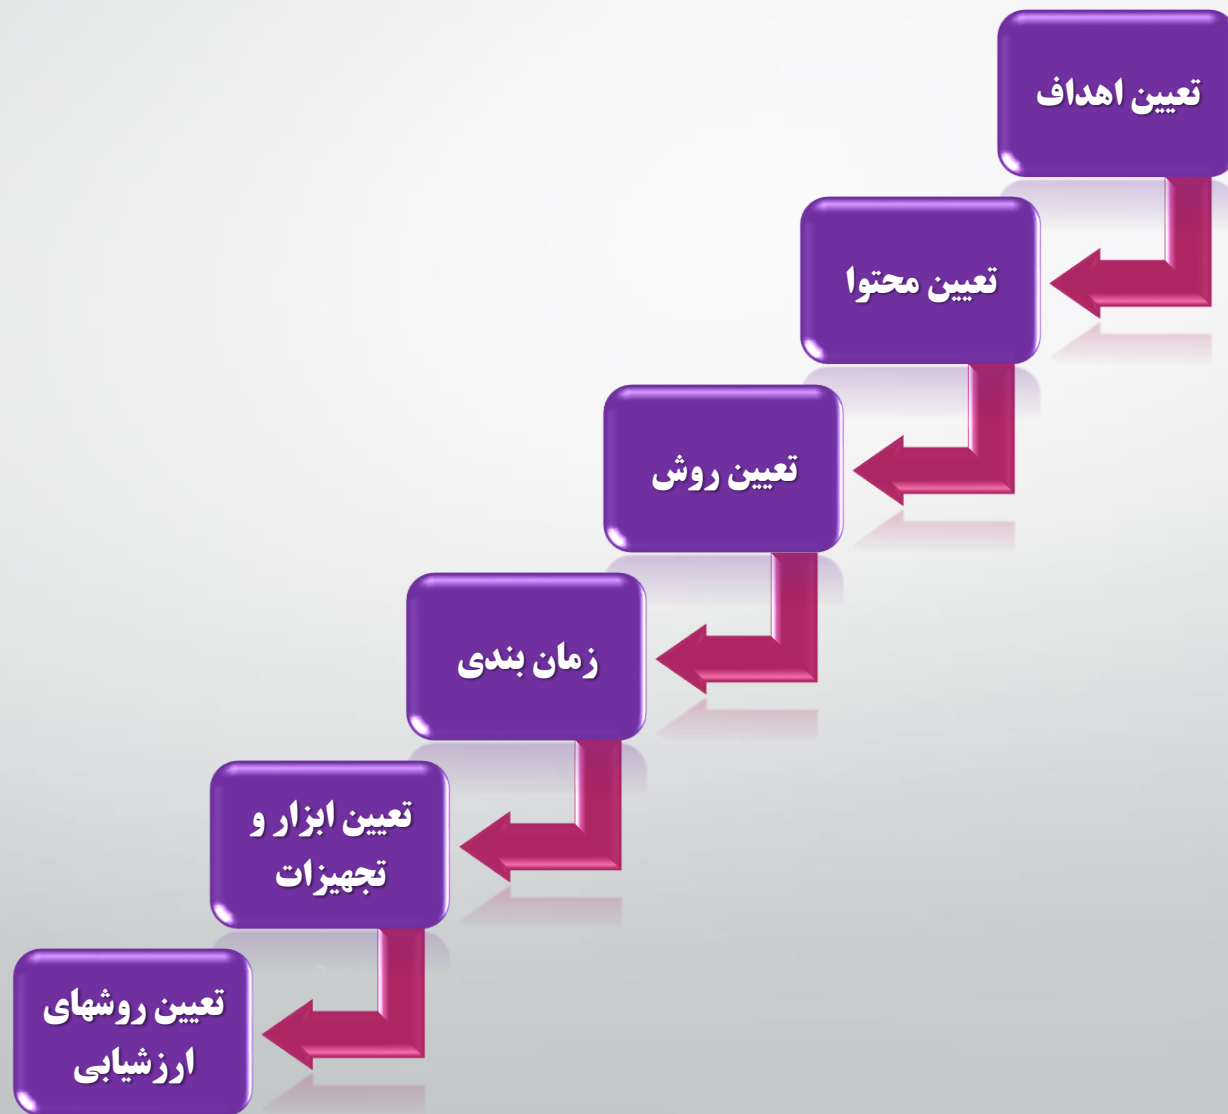 تعیین اهداف
تعیین محتوا
تعیین روش
زمان بندی
تعیین ابزار و
تجهیزات
تعیین روشهای
ارزشیابی